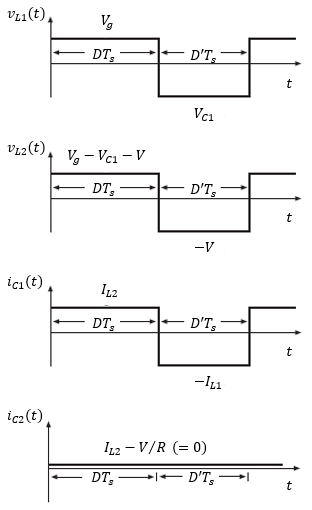 v_{L1}(t)
V_g
DT_s
D'T_s
t
V_{C1}
v_{L2}(t)
V_g − V_{C1} − V
DT_s
D'T_s
t
−V
i_{C1}(t)
I_{L2}
DT_s
D'T_s
t
−I_{L1}
i_{C2}(t)
I_{L2} − V/R (= 0)
t
DT_s
D'T_s